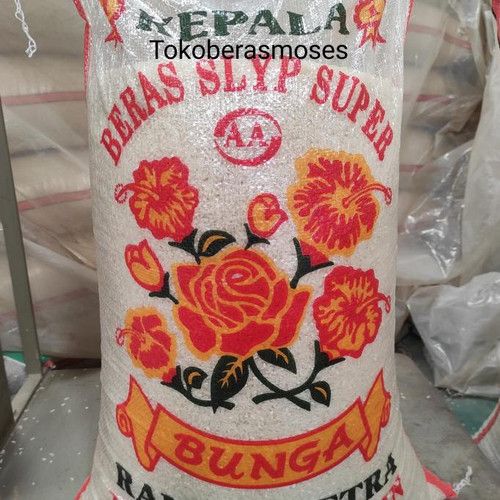 KEPALA
Tokoberasmoses
BERAS SLYP SUPER
AA
BUNGA